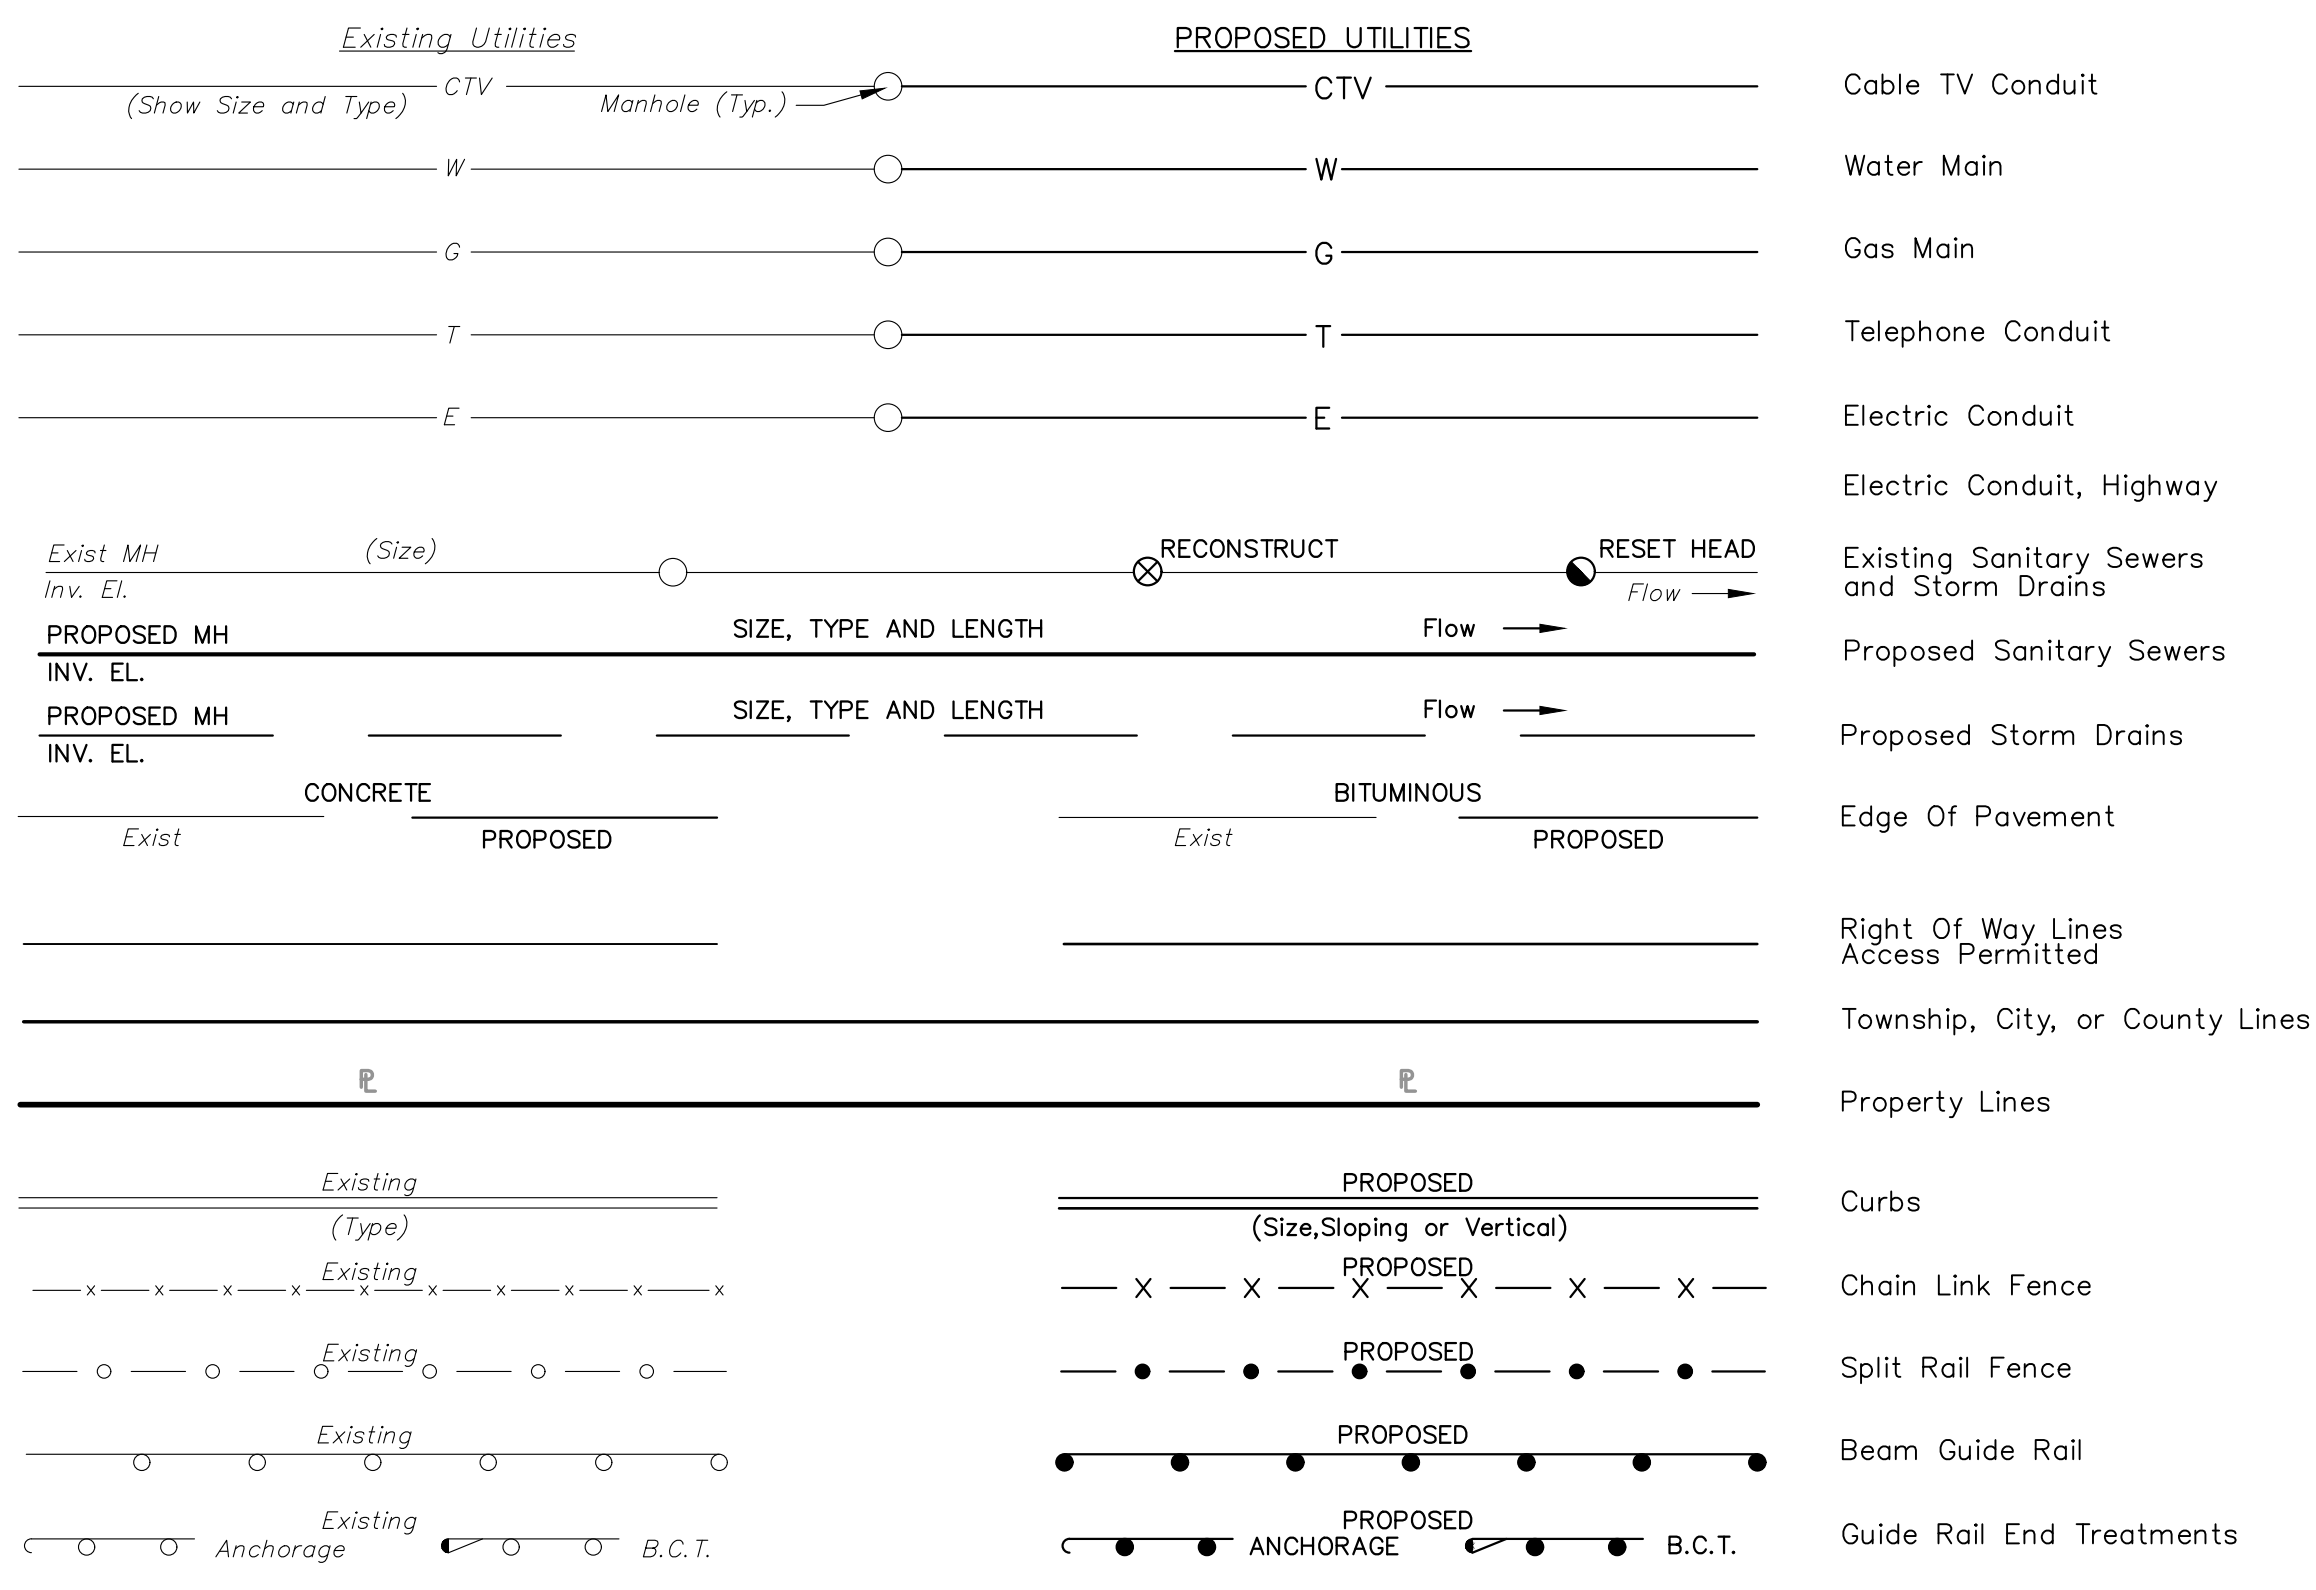 Existing Utilities PROPOSED UTILITIES
CTV CTV Cable TV Conduit
(Show Size and Type) Manhole (Typ.)
W W Water Main
G G Gas Main
T T Telephone Conduit
E E Electric Conduit
Electric Conduit, Highway
Exist MH (Size) RECONSTRUCT RESET HEAD Existing Sanitary Sewers
Inv. El. Flow and Storm Drains
PROPOSED MH SIZE, TYPE AND LENGTH Flow
INV. EL. Proposed Sanitary Sewers
PROPOSED MH SIZE, TYPE AND LENGTH Flow
INV. EL. Proposed Storm Drains
CONCRETE BITUMINOUS
Exist PROPOSED Exist PROPOSED Edge Of Pavement
Right Of Way Lines
Access Permitted
Township, City, or County Lines
PL PL
Property Lines
Existing PROPOSED
Curbs
(Type) (Size,Sloping or Vertical)
Existing PROPOSED
x x x x x x x x x x X X X X X X Chain Link Fence
Existing PROPOSED
Split Rail Fence
Existing PROPOSED
Beam Guide Rail
Existing PROPOSED
Anchorage B.C.T. ANCHORAGE B.C.T. Guide Rail End Treatments